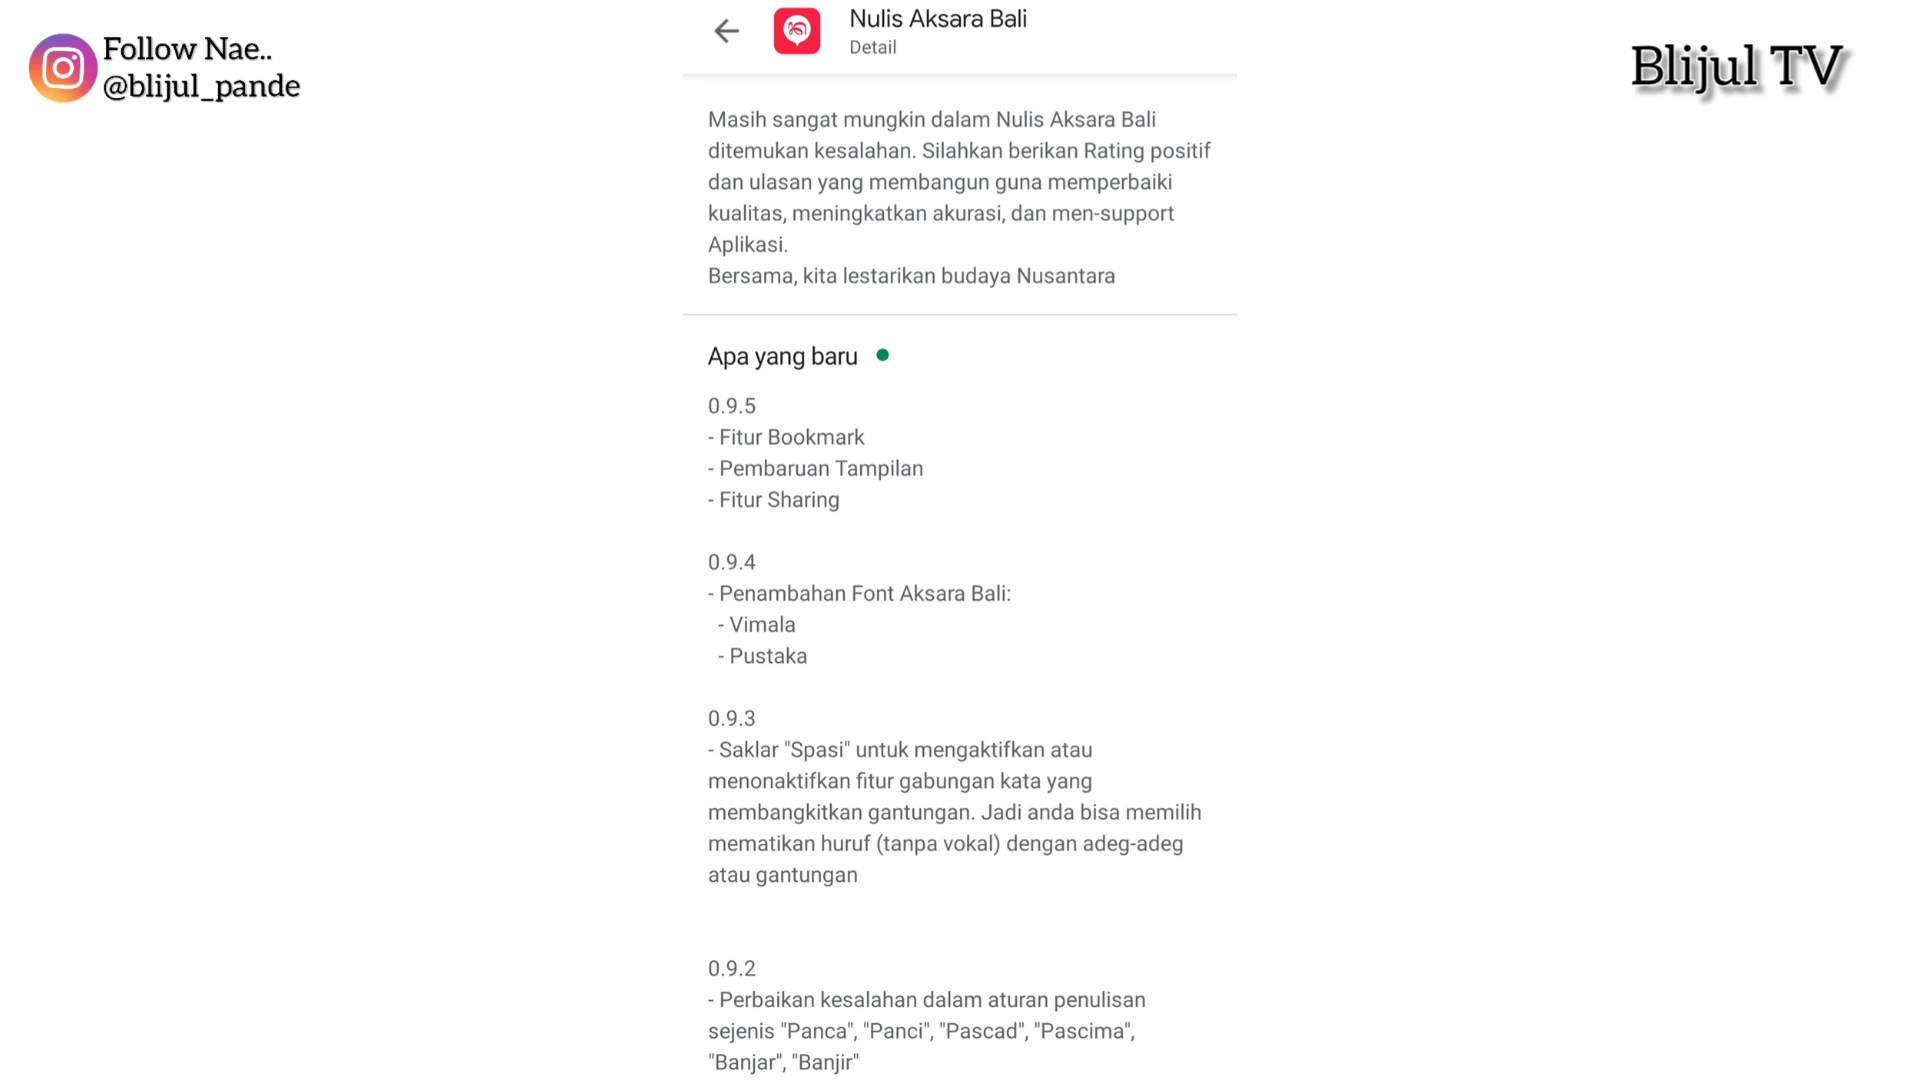 Follow Nae..
@blijul_pande
Nulis Aksara Bali
Detail
Blijul TV
Masih sangat mungkin dalam Nulis Aksara Bali
ditemukan kesalahan. Silahkan berikan Rating positif
dan ulasan yang membangun guna memperbaiki
kualitas, meningkatkan akurasi, dan men-support
Aplikasi.
Bersama, kita lestarikan budaya Nusantara
Apa yang baru
0.9.5
- Fitur Bookmark
- Pembaruan Tampilan
- Fitur Sharing
0.9.4
- Penambahan Font Aksara Bali:
- Vimala
- Pustaka
0.9.3
- Saklar "Spasi" untuk mengaktifkan atau
menonaktifkan fitur gabungan kata yang
membangkitkan gantungan. Jadi anda bisa memilih
mematikan huruf (tanpa vokal) dengan adeg-adeg
atau gantungan
0.9.2
- Perbaikan kesalahan dalam aturan penulisan
sejenis "Panca", "Panci", "Pascad", "Pascima",
"Banjar", "Banjir"